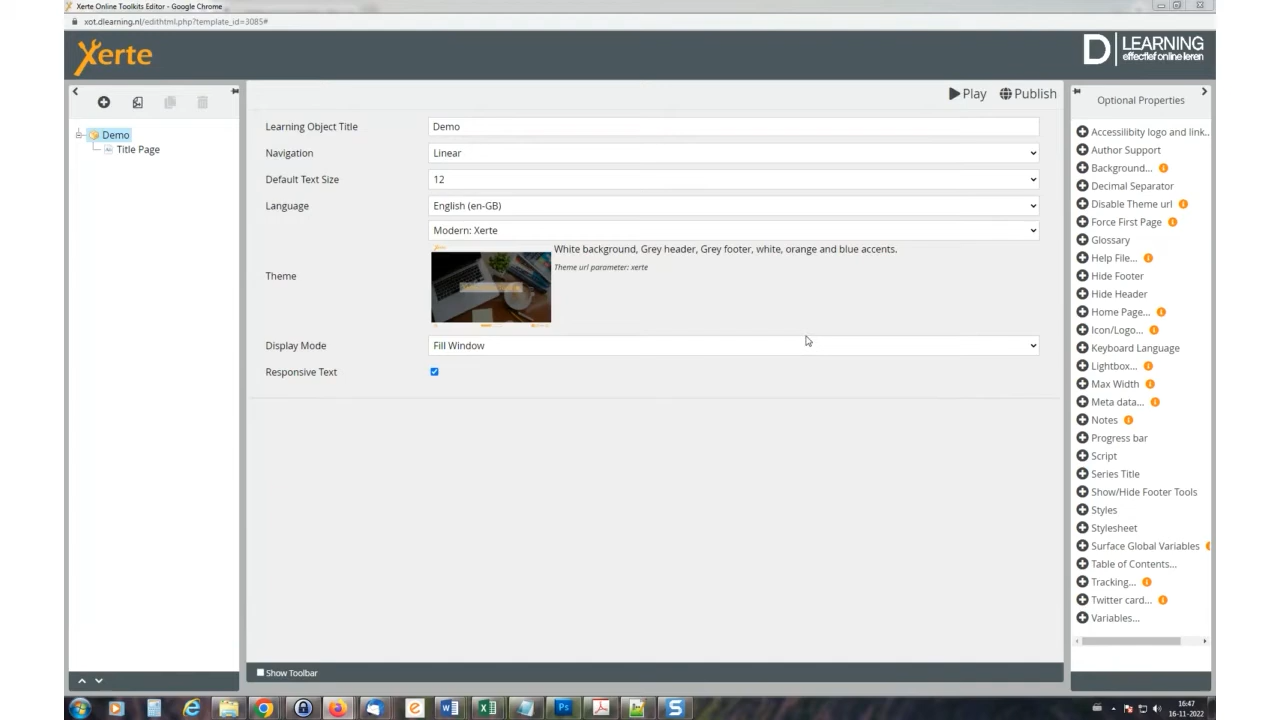 Xerte Online Toolkits Editor - Google Chrome
xot.dlearning.nl/edithtml.php?template_id=3085#
Xerte
D LEARNING
effectief online leren
Demo
Title Page
Play
Publish
Learning Object Title
Demo
Navigation
Linear
Default Text Size
12
Language
English (en-GB)
Modern: Xerte
Theme
White background, Grey header, Grey footer, white, orange and blue accents.
Theme url parameter: xerte
Display Mode
Fill Window
Responsive Text
Show Toolbar
Optional Properties
Accessilibity logo and link..
Author Support
Background...
Decimal Separator
Disable Theme url
Force First Page
Glossary
Help File...
Hide Footer
Hide Header
Home Page...
Icon/Logo...
Keyboard Language
Lightbox...
Max Width
Meta data...
Notes
Progress bar
Script
Series Title
Show/Hide Footer Tools
Styles
Stylesheet
Surface Global Variables
Table of Contents...
Tracking...
Twitter card...
Variables...
16:47
16-11-2022